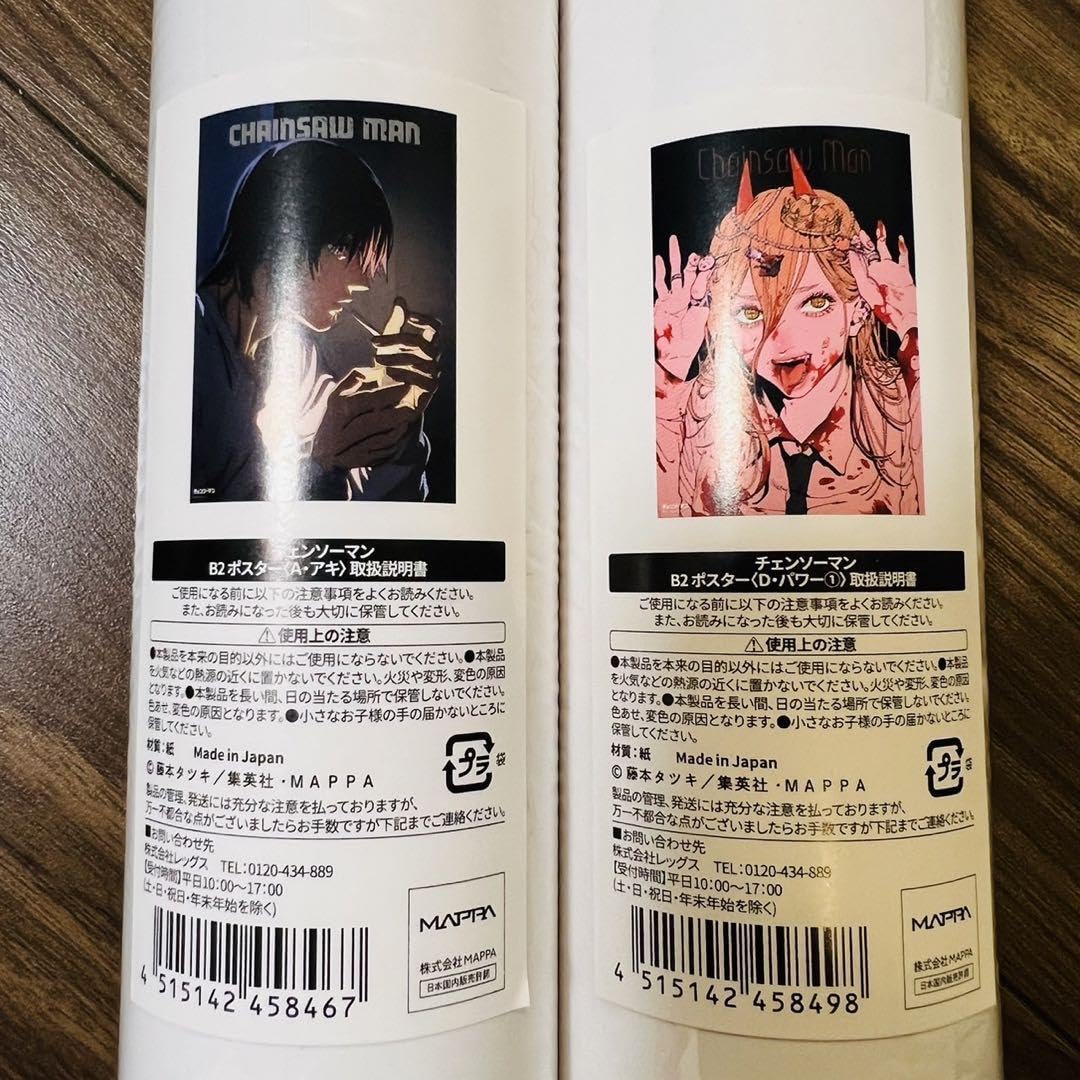 CHAINSAW MAN
チェンソーマン
チェンソーマン
B2ポスター〈A・アキ〉取扱説明書
ご使用になる前に以下の注意事項をよくお読みください。
また、お読みになった後も大切に保管してください。
⚠使用上の注意
●本製品を本来の目的以外にはご使用にならないでください。●本製品
を火気などの熱源の近くに置かないでください。火災や変形、変色の原因
となります。●本製品を長い間、日の当たる場所で保管しないでください。
色あせ、変色の原因となります。●小さなお子様の手の届かないところに
保管してください。
材質：紙 Made in Japan
プラ
袋
© 藤本タツキ／集英社・MAPPA
製品の管理、発送には充分な注意を払っておりますが、
万一不都合な点がございましたらお手数ですが下記までご連絡ください。
■お問い合わせ先
株式会社レッグス TEL：0120-434-889
【受付時間】平日10：00～17：00
(土・日・祝日・年末年始を除く)
MAPPA
株式会社MAPPA
日本国内販売許諾
4 515142 458467
Chainsaw Man
チェンソーマン
チェンソーマン
B2ポスター〈D・パワー①〉取扱説明書
ご使用になる前に以下の注意事項をよくお読みください。
また、お読みになった後も大切に保管してください。
⚠使用上の注意
●本製品を本来の目的以外にはご使用にならないでください。●本製品
を火気などの熱源の近くに置かないでください。火災や変形、変色の原因
となります。●本製品を長い間、日の当たる場所で保管しないでください。
色あせ、変色の原因となります。●小さなお子様の手の届かないところに
保管してください。
材質：紙 Made in Japan
プラ
袋
© 藤本タツキ／集英社・MAPPA
製品の管理、発送には充分な注意を払っておりますが、
万一不都合な点がございましたらお手数ですが下記までご連絡ください。
■お問い合わせ先
株式会社レッグス TEL：0120-434-889
【受付時間】平日10：00～17：00
(土・日・祝日・年末年始を除く)
MAPPA
株式会社MAPPA
日本国内販売許諾
4 515142 458498